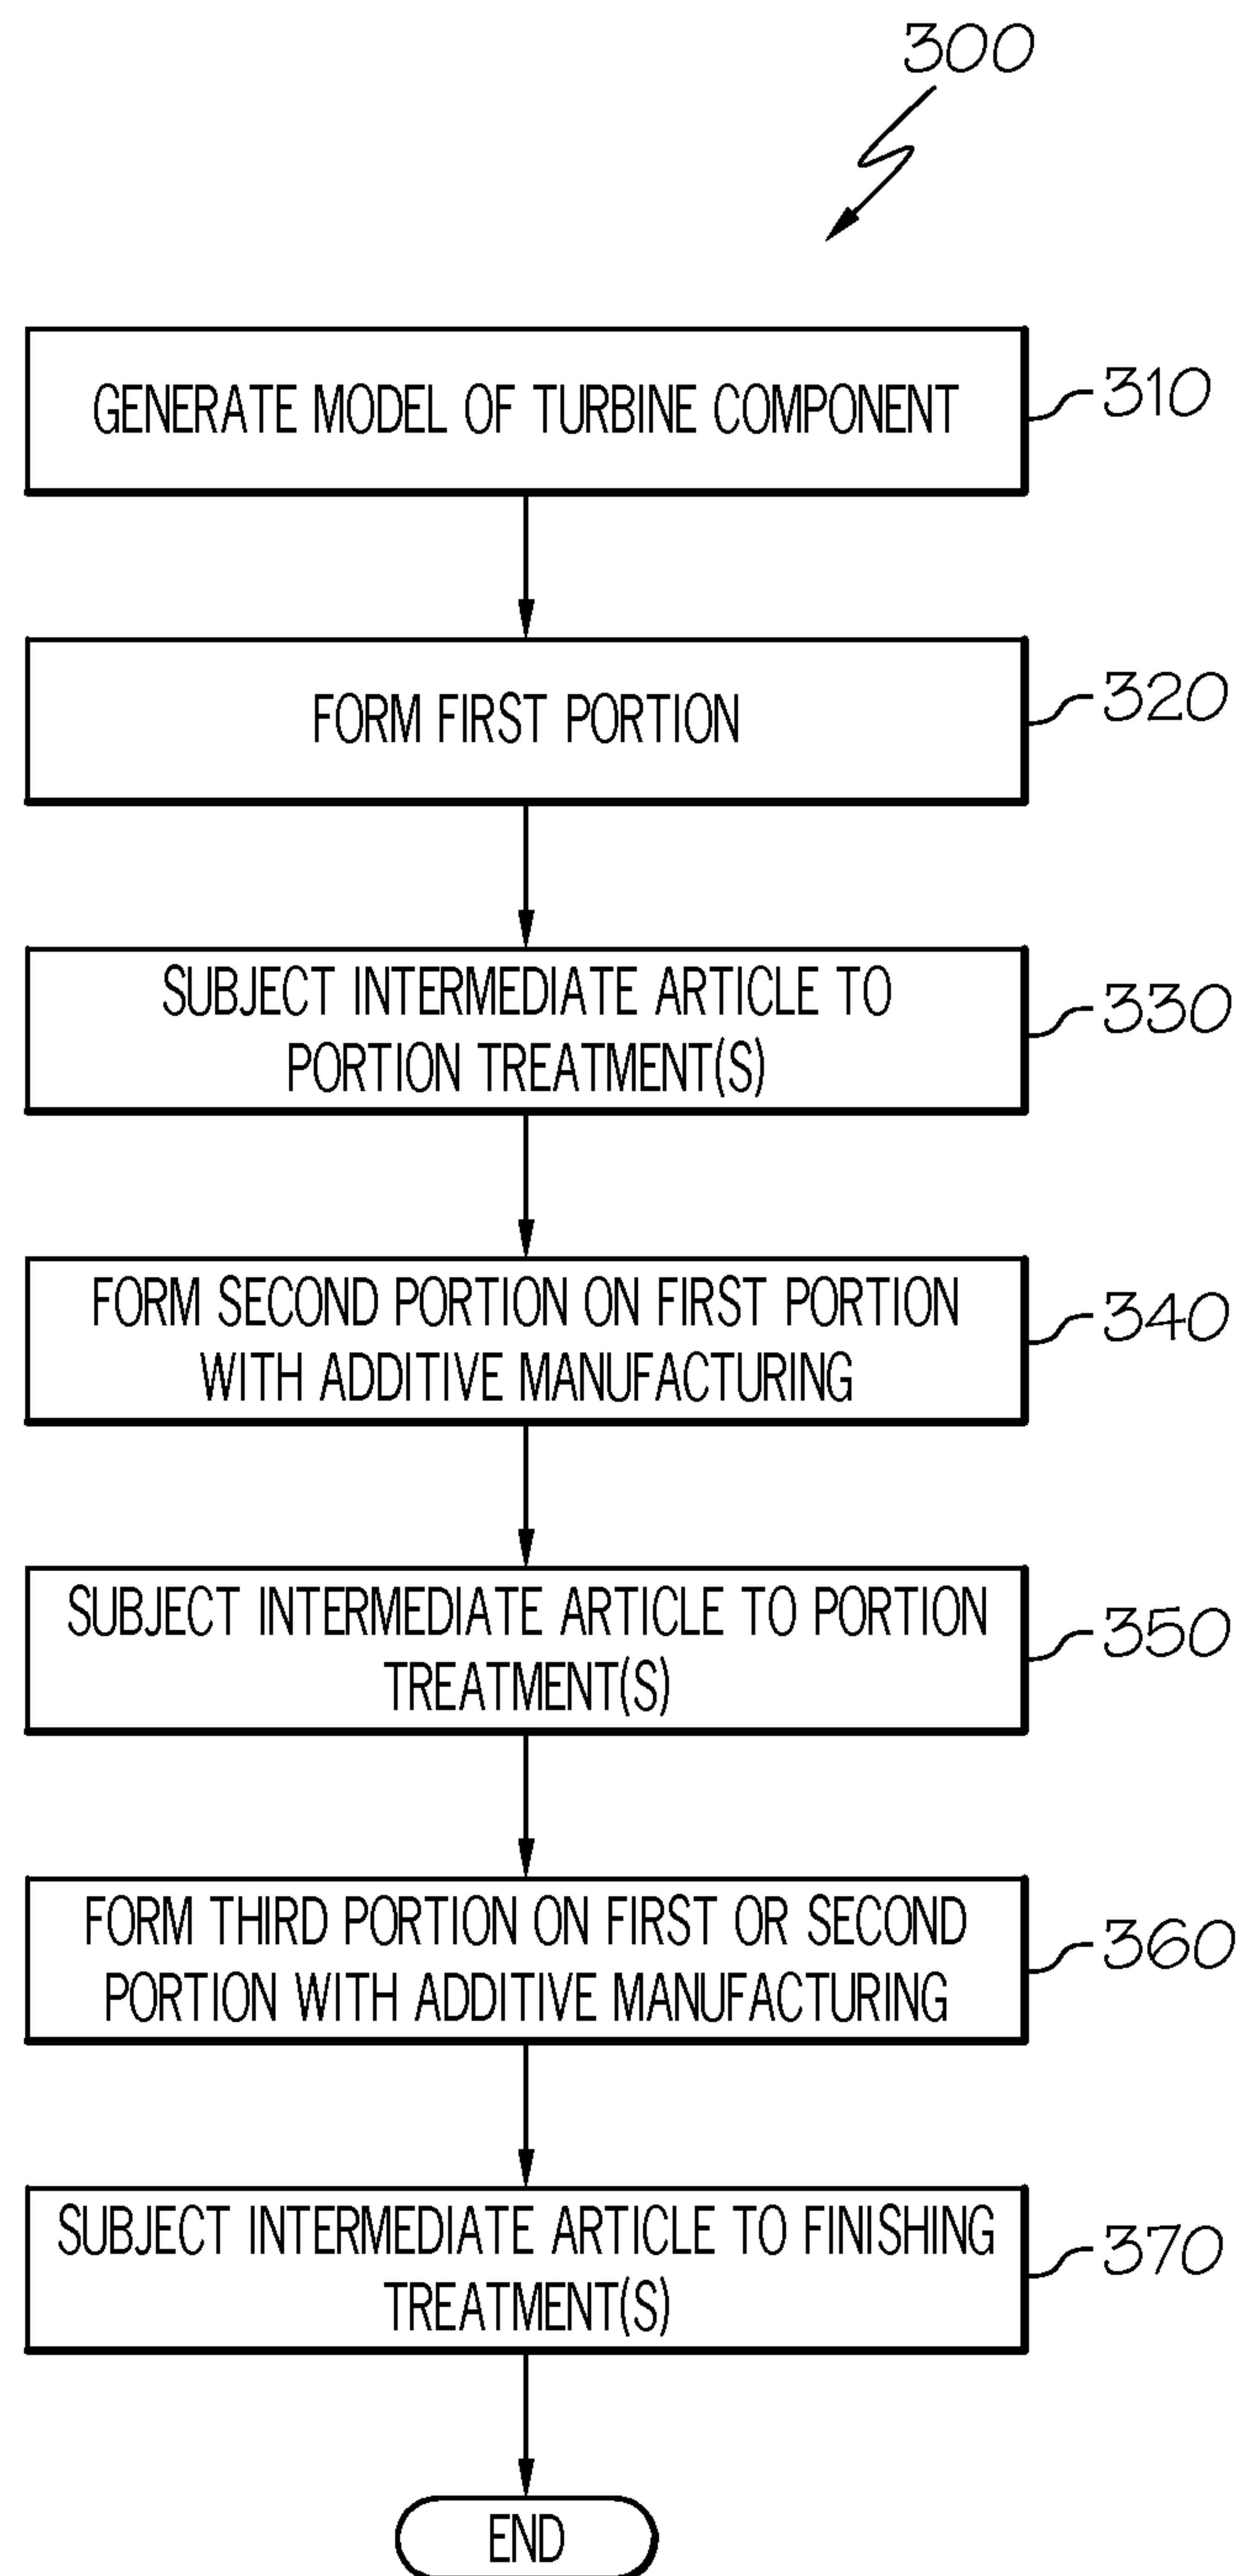 300
GENERATE MODEL OF TURBINE COMPONENT
310
FORM FIRST PORTION
320
SUBJECT INTERMEDIATE ARTICLE TO
PORTION TREATMENT(S)
330
FORM SECOND PORTION ON FIRST PORTION
WITH ADDITIVE MANUFACTURING
340
SUBJECT INTERMEDIATE ARTICLE TO PORTION
TREATMENT(S)
350
FORM THIRD PORTION ON FIRST OR SECOND
PORTION WITH ADDITIVE MANUFACTURING
360
SUBJECT INTERMEDIATE ARTICLE TO FINISHING
TREATMENT(S)
370
END